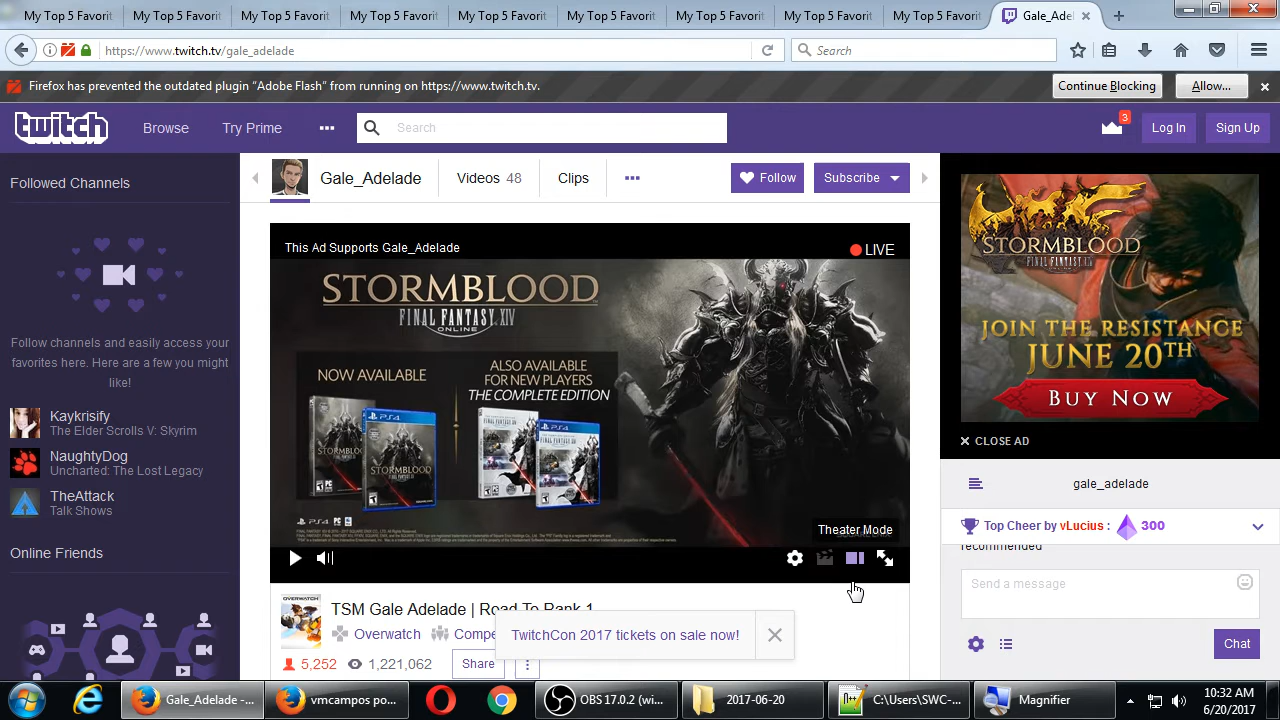 My Top 5 Favorit
My Top 5 Favorit
My Top 5 Favorit
My Top 5 Favorit
My Top 5 Favorit
My Top 5 Favorit
My Top 5 Favorit
My Top 5 Favorit
My Top 5 Favorit
Gale_Adel
https://www.twitch.tv/gale_adelade
Search
Firefox has prevented the outdated plugin “Adobe Flash” from running on https://www.twitch.tv.
Continue Blocking
Allow...
twitch
Browse
Try Prime
Search
3
Log In
Sign Up
Followed Channels
Gale_Adelade
Videos 48
Clips
Follow
Subscribe
Follow channels and easily access your
favorites here. Here are a few you might
like!
Kaykrisify
The Elder Scrolls V: Skyrim
NaughtyDog
Uncharted: The Lost Legacy
TheAttack
Talk Shows
Online Friends
This Ad Supports Gale_Adelade
LIVE
STORMBLOOD
FINAL FANTASY XIV
ONLINE
NOW AVAILABLE
ALSO AVAILABLE
FOR NEW PLAYERS
THE COMPLETE EDITION
Theater Mode
STORMBLOOD
FINAL FANTASY XIV
JOIN THE RESISTANCE
JUNE 20TH
BUY NOW
CLOSE AD
gale_adelade
Top Cheer by vLucius : 300
recommended
Send a message
Chat
OVERWATCH
TSM Gale Adelade | Road To Rank 1
Overwatch
Compe
TwitchCon 2017 tickets on sale now!
5,252
1,221,062
Share
Gale_Adelade -...
vmcampos po...
OBS 17.0.2 (wi...
2017-06-20
C:\Users\SWC-...
Magnifier
10:32 AM
6/20/2017